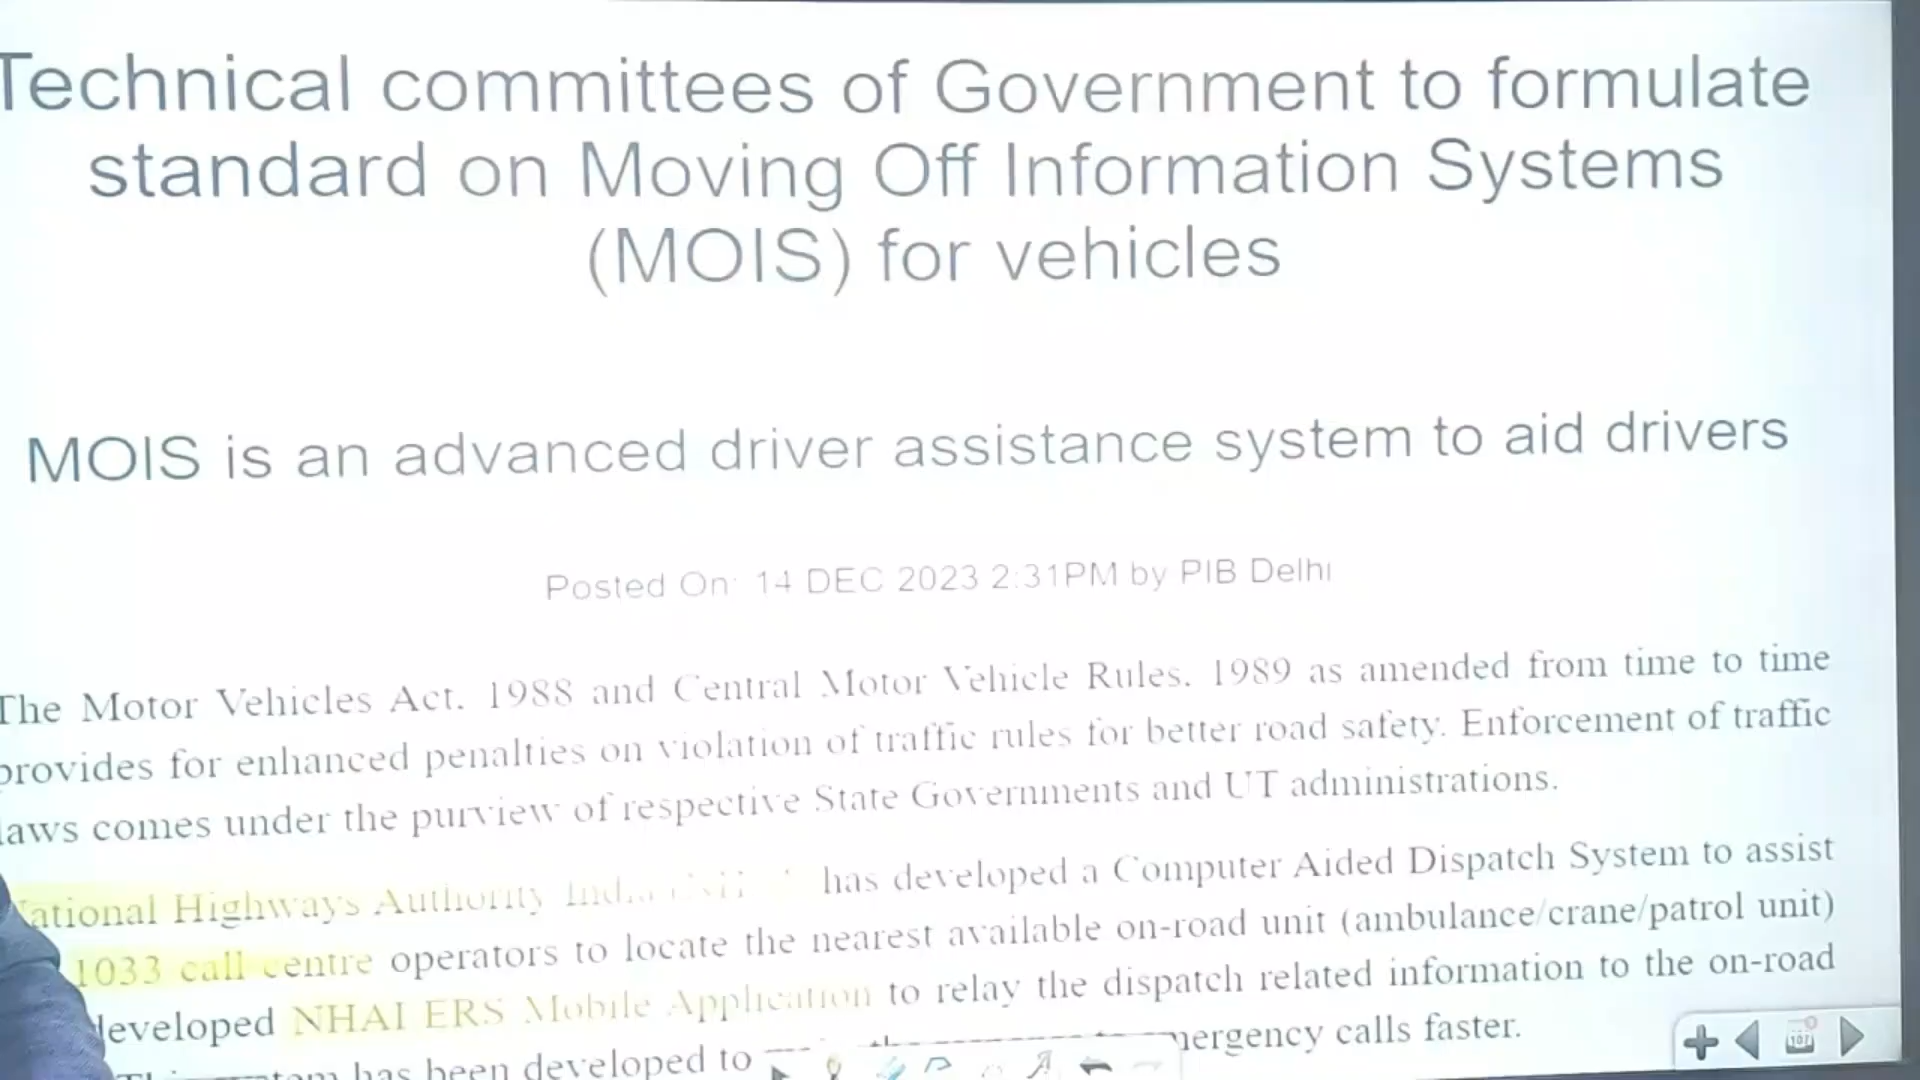 Technical committees of Government to formulate
standard on Moving Off Information Systems
(MOIS) for vehicles
MOIS is an advanced driver assistance system to aid drivers
Posted On: 14 DEC 2023 2:31PM by PIB Delhi
The Motor Vehicles Act. 1988 and Central Motor Vehicle Rules. 1989 as amended from time to time
provides for enhanced penalties on violation of traffic rules for better road safety. Enforcement of traffic
laws comes under the purview of respective State Governments and UT administrations.
National Highways Authority has developed a Computer Aided Dispatch System to assist
1033 call centre operators to locate the nearest available on-road unit (ambulance/crane/patrol unit)
developed NHAI ERS Mobile Application to relay the dispatch related information to the on-road
has been developed to emergency calls faster.
107